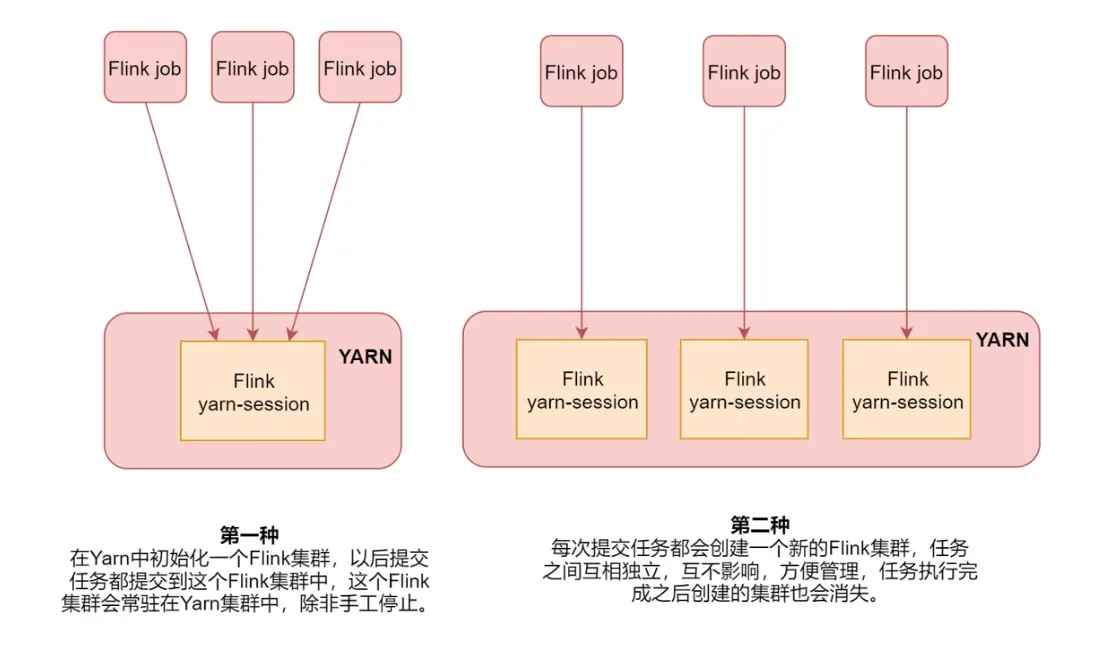 Flink job
Flink job
Flink job
YARN
Flink
yarn-session
第一种
在Yarn中初始化一个Flink集群，以后提交
任务都提交到这个Flink集群中，这个Flink
集群会常驻在Yarn集群中，除非手工停止。
Flink job
Flink job
Flink job
YARN
Flink
yarn-session
Flink
yarn-session
Flink
yarn-session
第二种
每次提交任务都会创建一个新的Flink集群，任务
之间互相独立，互不影响，方便管理，任务执行完
成之后创建的集群也会消失。